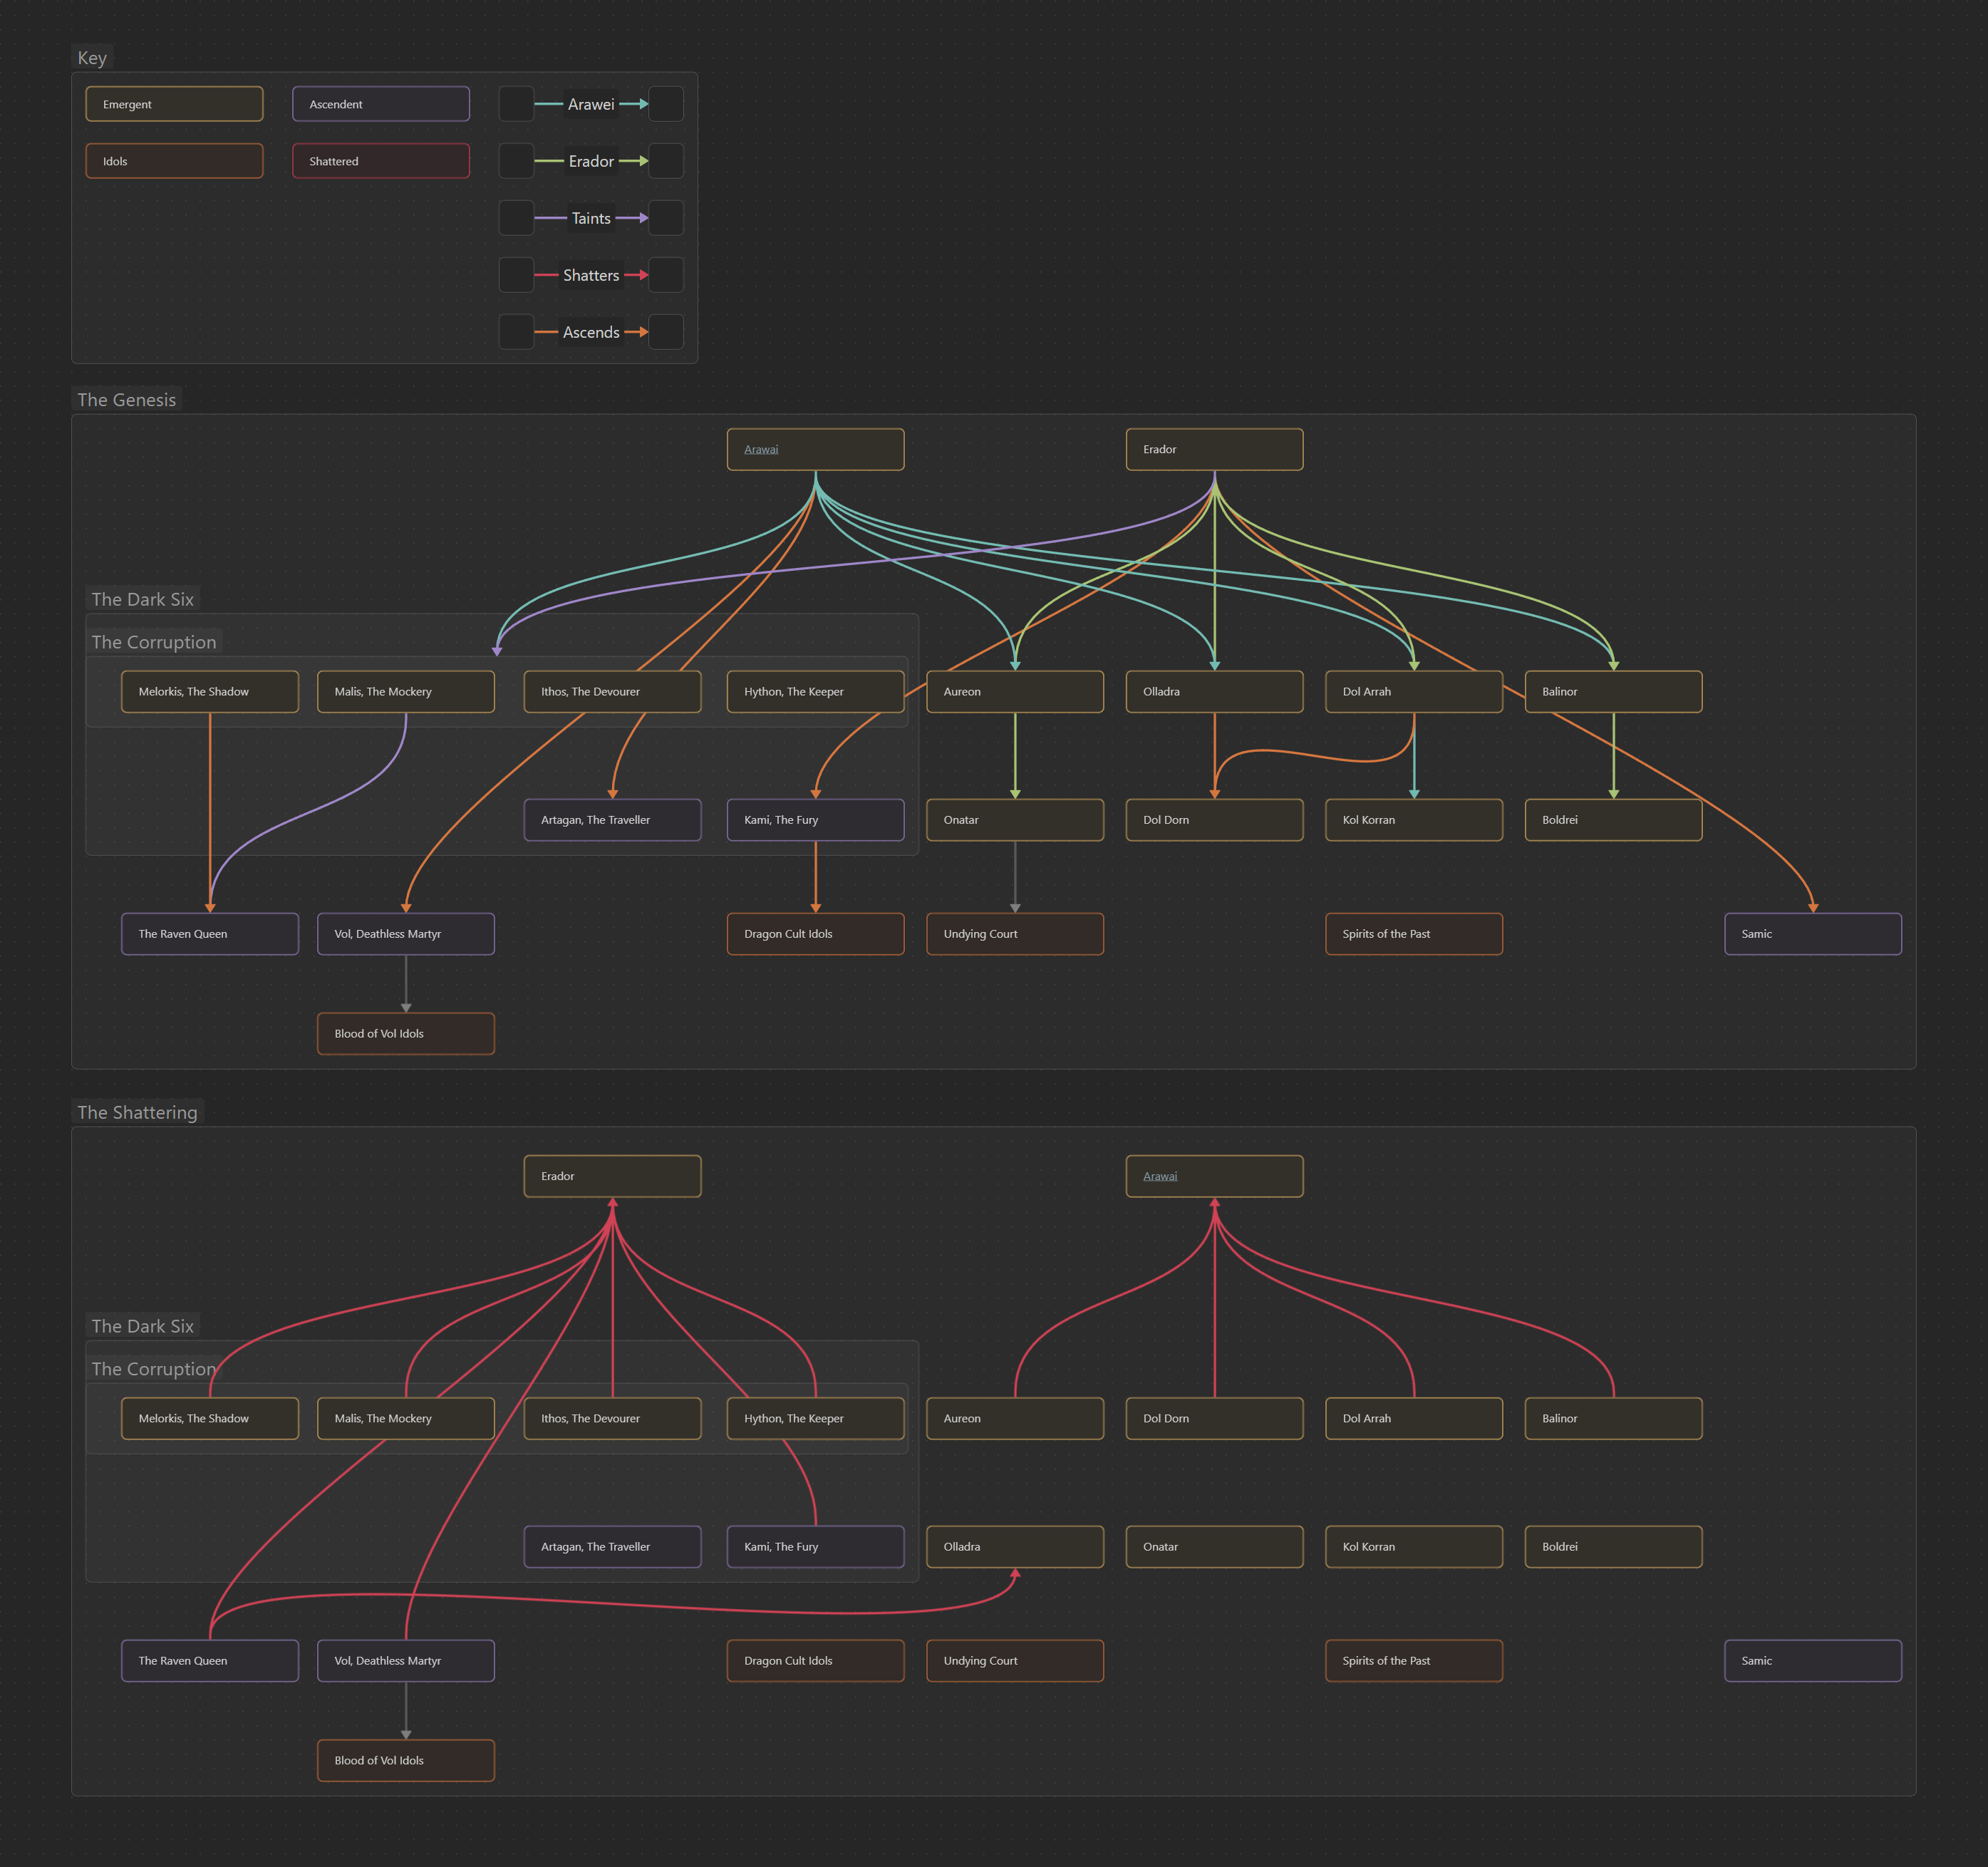 Key
Emergent
Ascendent
Arawei
Idols
Shattered
Erador
Taints
Shatters
Ascends
The Genesis
Arawai
Erador
The Dark Six
The Corruption
Melorkis, The Shadow
Malis, The Mockery
Ithos, The Devourer
Hython, The Keeper
Aureon
Olladra
Dol Arrah
Balinor
Artagan, The Traveller
Kami, The Fury
Onatar
Dol Dorn
Kol Korran
Boldrei
The Raven Queen
Vol, Deathless Martyr
Dragon Cult Idols
Undying Court
Spirits of the Past
Samic
Blood of Vol Idols
The Shattering
Erador
Arawai
The Dark Six
The Corruption
Melorkis, The Shadow
Malis, The Mockery
Ithos, The Devourer
Hython, The Keeper
Aureon
Dol Dorn
Dol Arrah
Balinor
Artagan, The Traveller
Kami, The Fury
Olladra
Onatar
Kol Korran
Boldrei
The Raven Queen
Vol, Deathless Martyr
Dragon Cult Idols
Undying Court
Spirits of the Past
Samic
Blood of Vol Idols